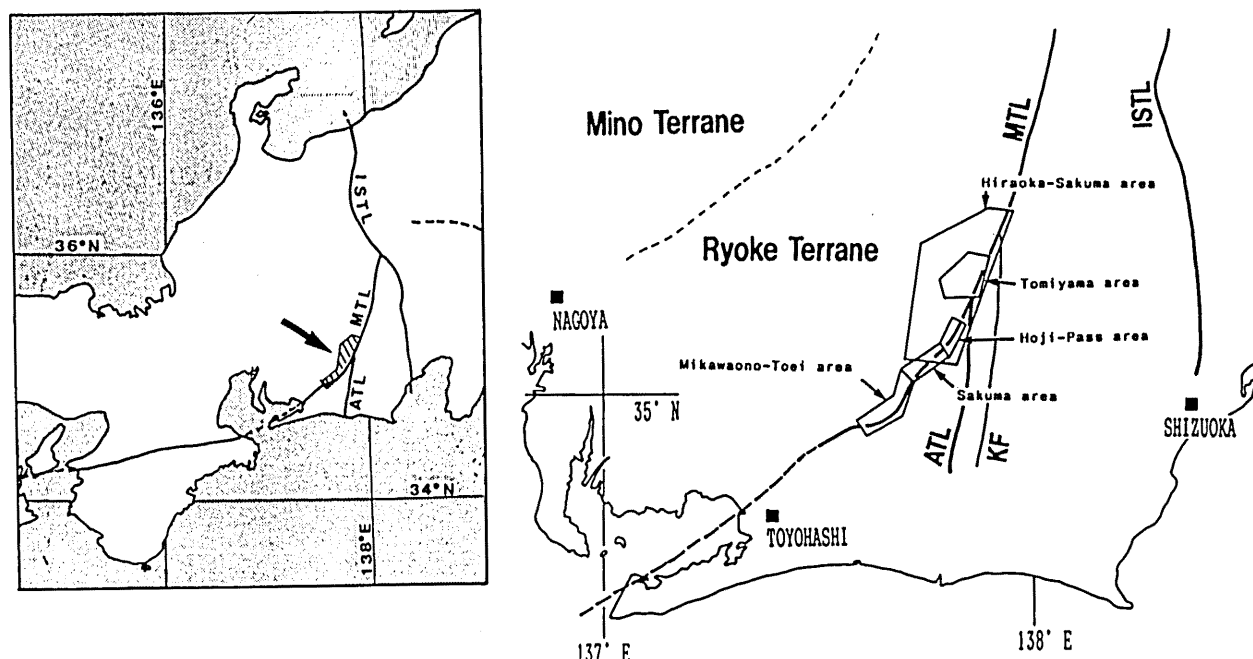 136°E
ISTL
36°N
MTL
ATL
34°N
138°E
Mino Terrane
MTL
ISTL
Hiraoka-Sakuma area
Ryoke Terrane
Tomiyama area
NAGOYA
Hoji-Pass area
Mikawaono-Toei area
Sakuma area
35° N
SHIZUOKA
ATL
KF
TOYOHASHI
138° E
137° E